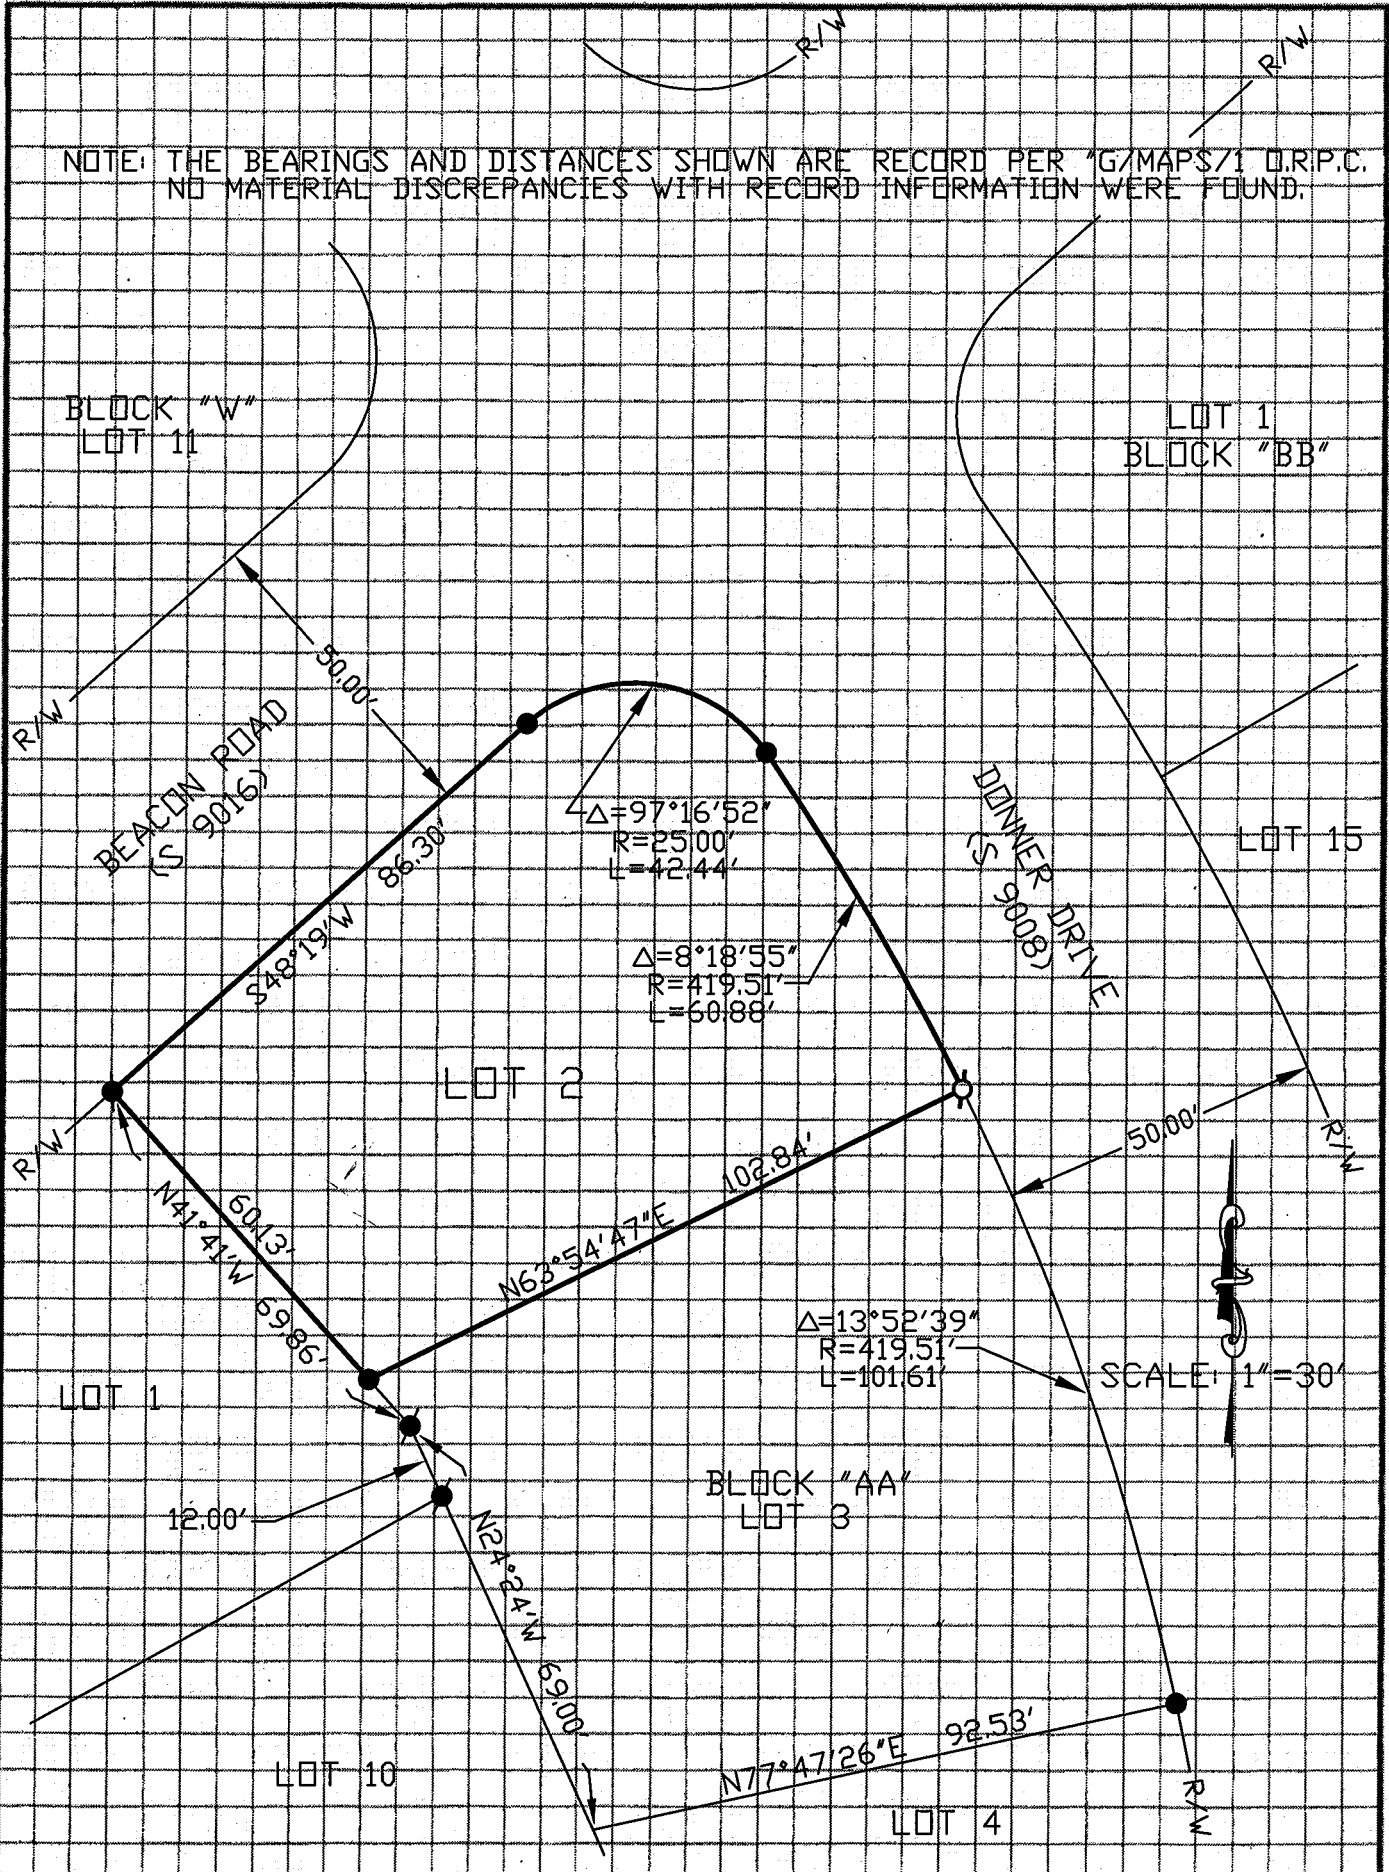 R/W
R/W
NOTE: THE BEARINGS AND DISTANCES SHOWN ARE RECORD PER "G/MAPS/1 O.R.P.C.
NO MATERIAL DISCREPANCIES WITH RECORD INFORMATION WERE FOUND.
BLOCK "W"
LOT 11
LOT 1
BLOCK "BB"
50.00'
R/W
BEACON ROAD
(S 9016)
Δ=97°16'52"
R=25.00'
L=42.44'
DONNER DRIVE
(S 9008)
LOT 15
S48°19'W 86.30'
Δ=8°18'55"
R=419.51'
L=60.88'
LOT 2
R/W
50.00'
R/W
60.13'
N41°41'W 69.86'
N63°54'47"E 102.84'
Δ=13°52'39"
R=419.51'
L=101.61'
SCALE: 1"=30'
LOT 1
BLOCK "AA"
LOT 3
12.00'
N24°24'W 69.00'
N77°47'26"E 92.53'
LOT 10
LOT 4
R/W